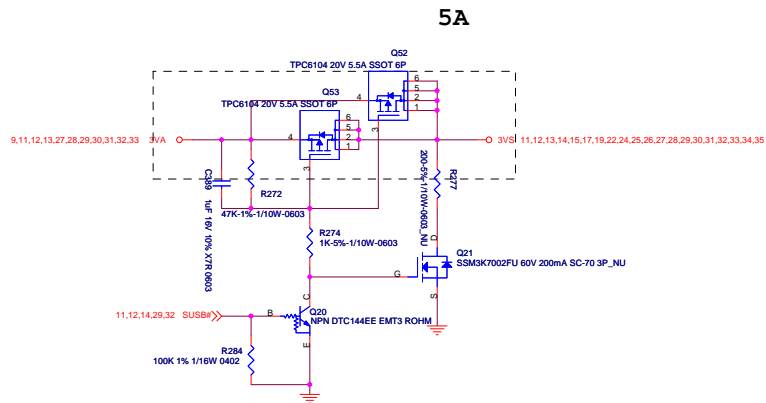 5A
Q52
TPC6104 20V 5.5A SSOT 6P
Q53
TPC6104 20V 5.5A SSOT 6P
4
6
5
2
1
3
9,11,12,13,27,28,29,30,31,32,33 3VA
4
6
5
2
1
3
3VS 11,12,13,14,15,17,19,22,24,25,26,27,28,29,30,31,32,33,34,35
C389
1uF 16V 10% X7R 0603
R272
47K-1%-1/10W-0603
R277
200-5%-1/10W-0603_NU
R274
1K-5%-1/10W-0603
D
G
S
Q21
SSM3K7002FU 60V 200mA SC-70 3P_NU
11,12,14,29,32 SUSB#
B
C
E
Q20
NPN DTC144EE EMT3 ROHM
R284
100K 1% 1/16W 0402